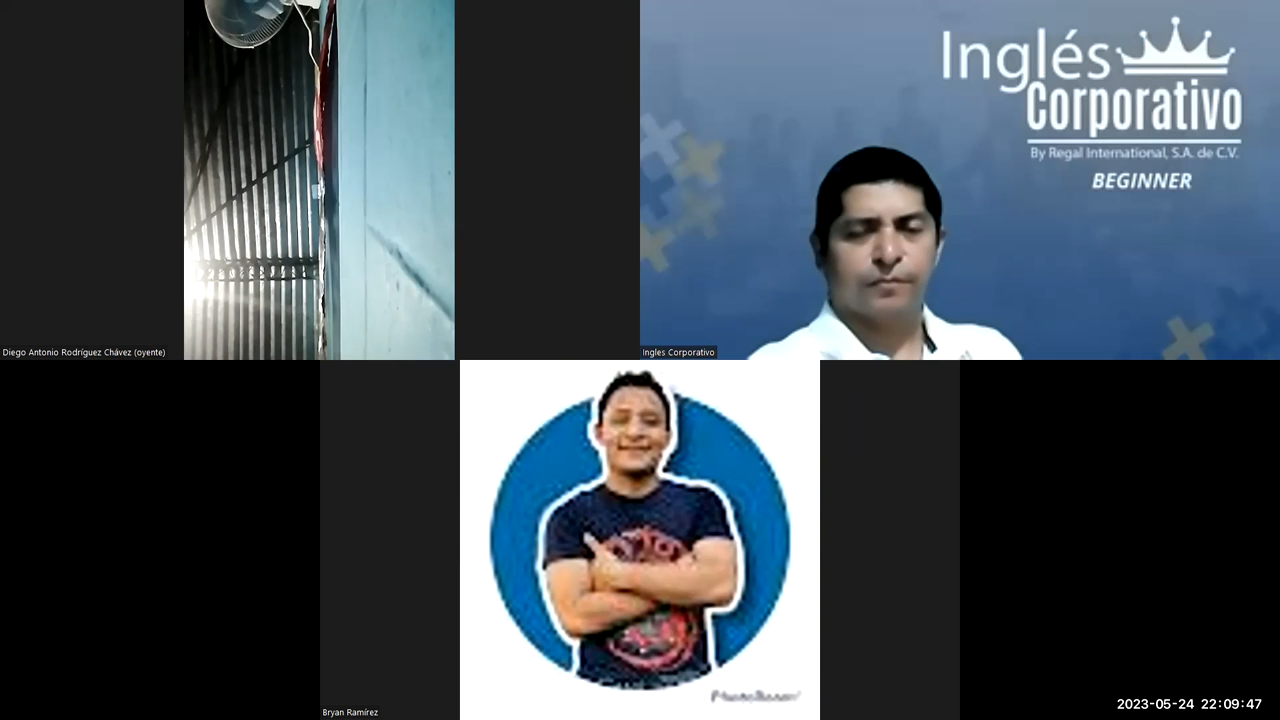 Inglés
Corporativo
By Regal International, S.A. de C.V.
BEGINNER
Diego Antonio Rodríguez Chávez (oyente)
Ingles Corporativo
Bryan Ramírez
2023-05-24 22:09:47